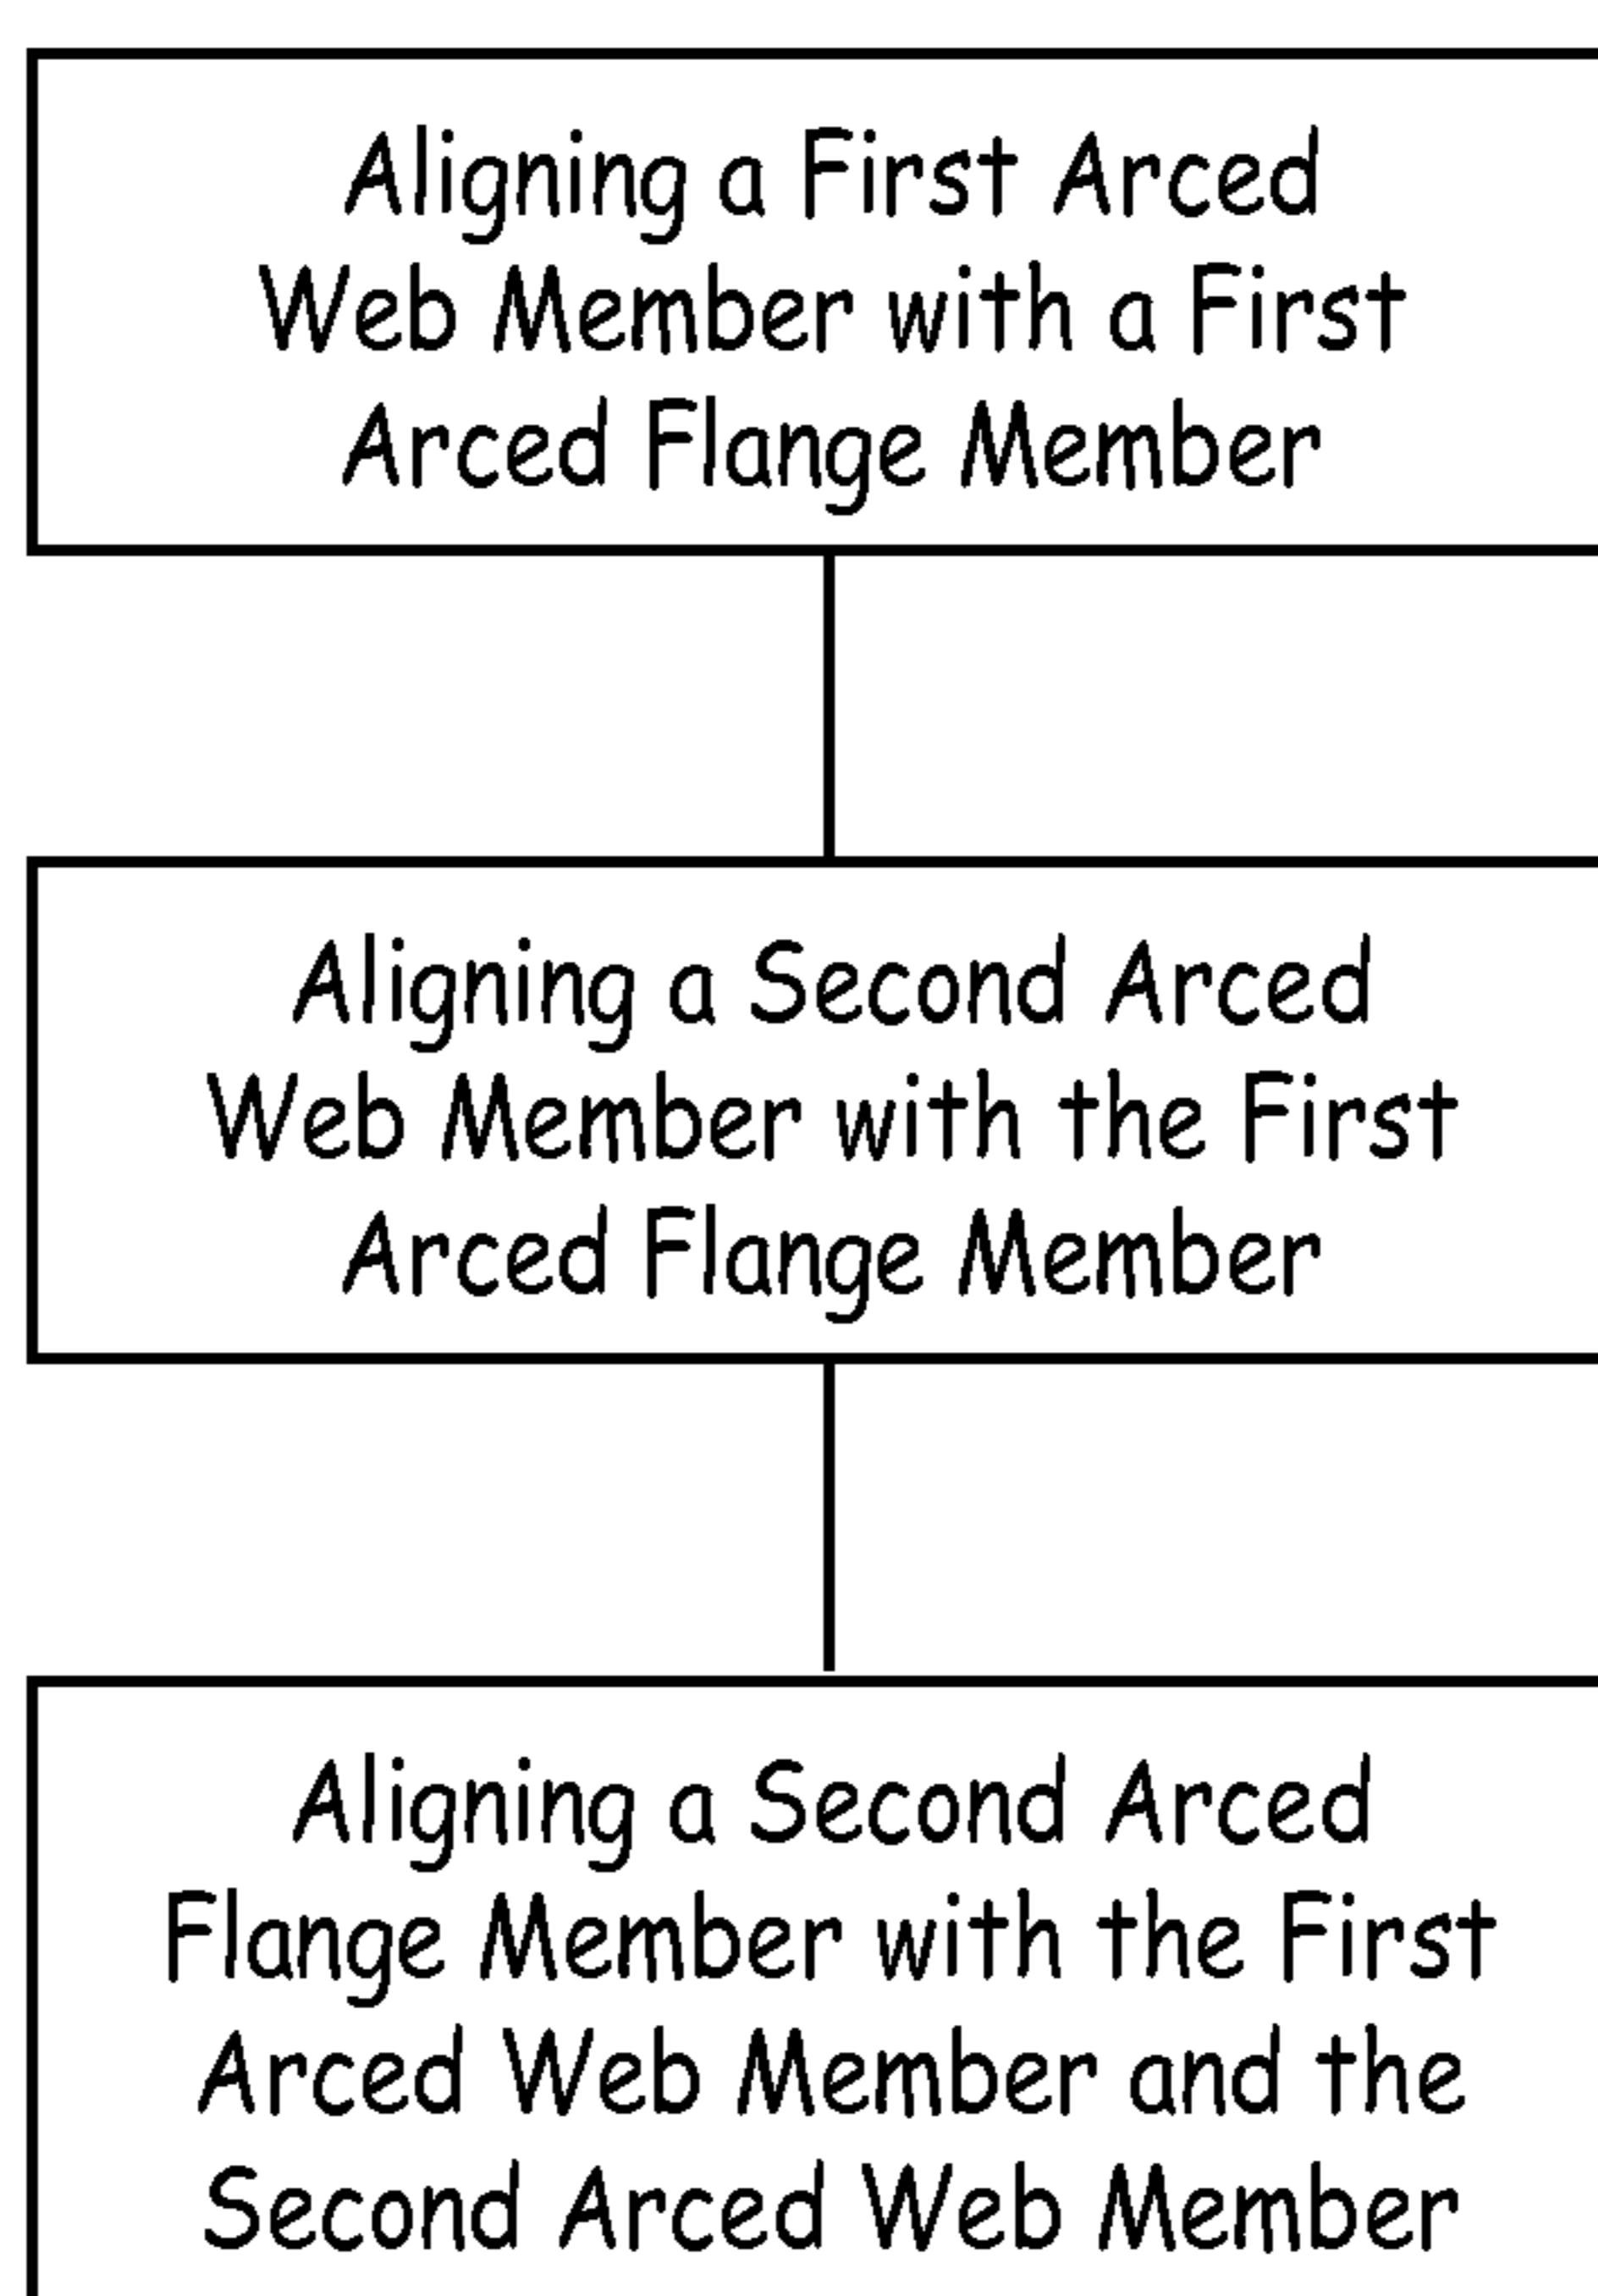 Aligning a First Arced
Web Member with a First
Arced Flange Member
Aligning a Second Arced
Web Member with the First
Arced Flange Member
Aligning a Second Arced
Flange Member with the First
Arced Web Member and the
Second Arced Web Member